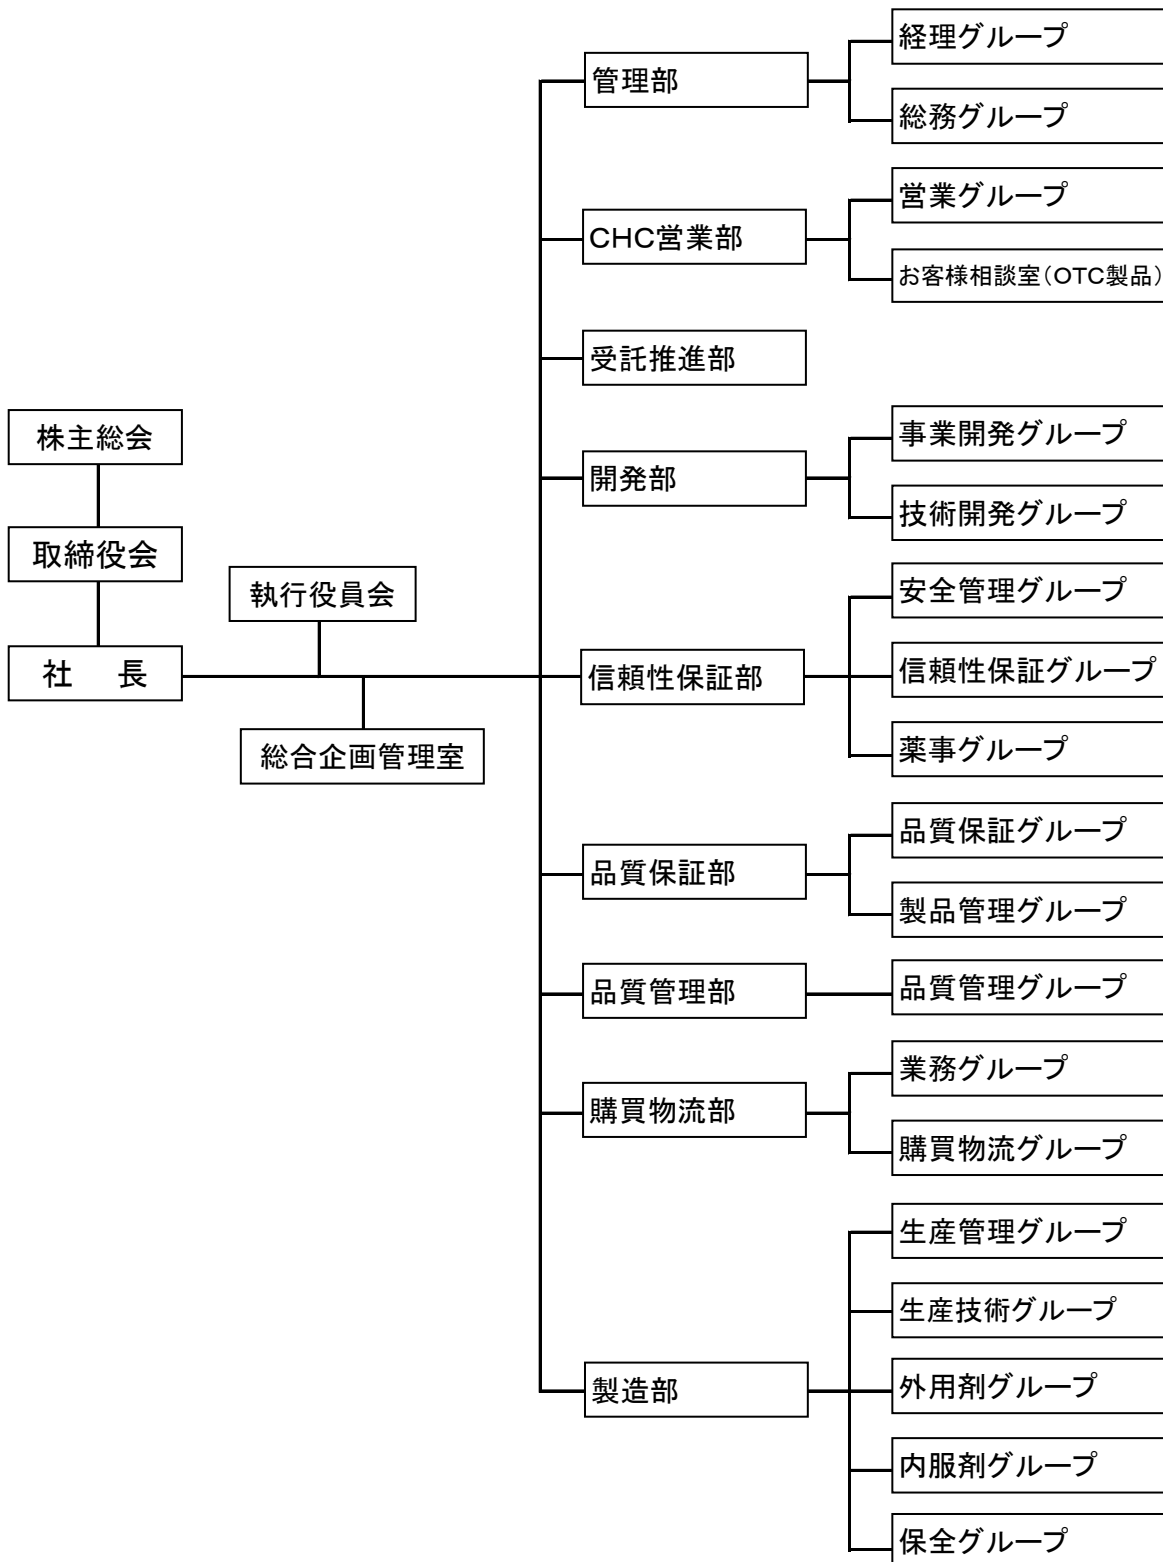 株主総会
取締役会
社　長
執行役員会
総合企画管理室
管理部
経理グループ
総務グループ
CHC営業部
営業グループ
お客様相談室（OTC製品）
受託推進部
開発部
事業開発グループ
技術開発グループ
信頼性保証部
安全管理グループ
信頼性保証グループ
薬事グループ
品質保証部
品質保証グループ
製品管理グループ
品質管理部
品質管理グループ
購買物流部
業務グループ
購買物流グループ
製造部
生産管理グループ
生産技術グループ
外用剤グループ
内服剤グループ
保全グループ